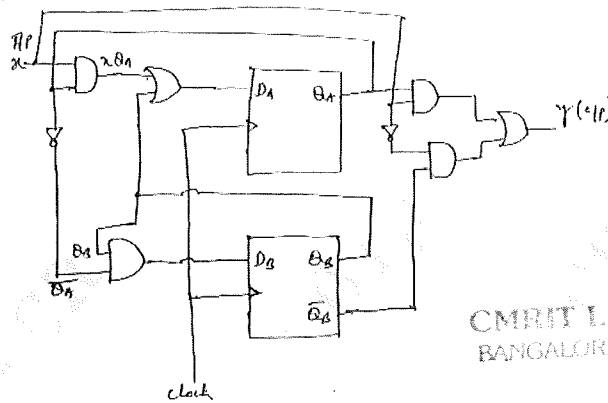 I/P
x
xQA
DA
QA
y (o/p)
QB
Q̅A̅
DB
QB
Q̅B̅
clock
CMRIT L
BANGALOR